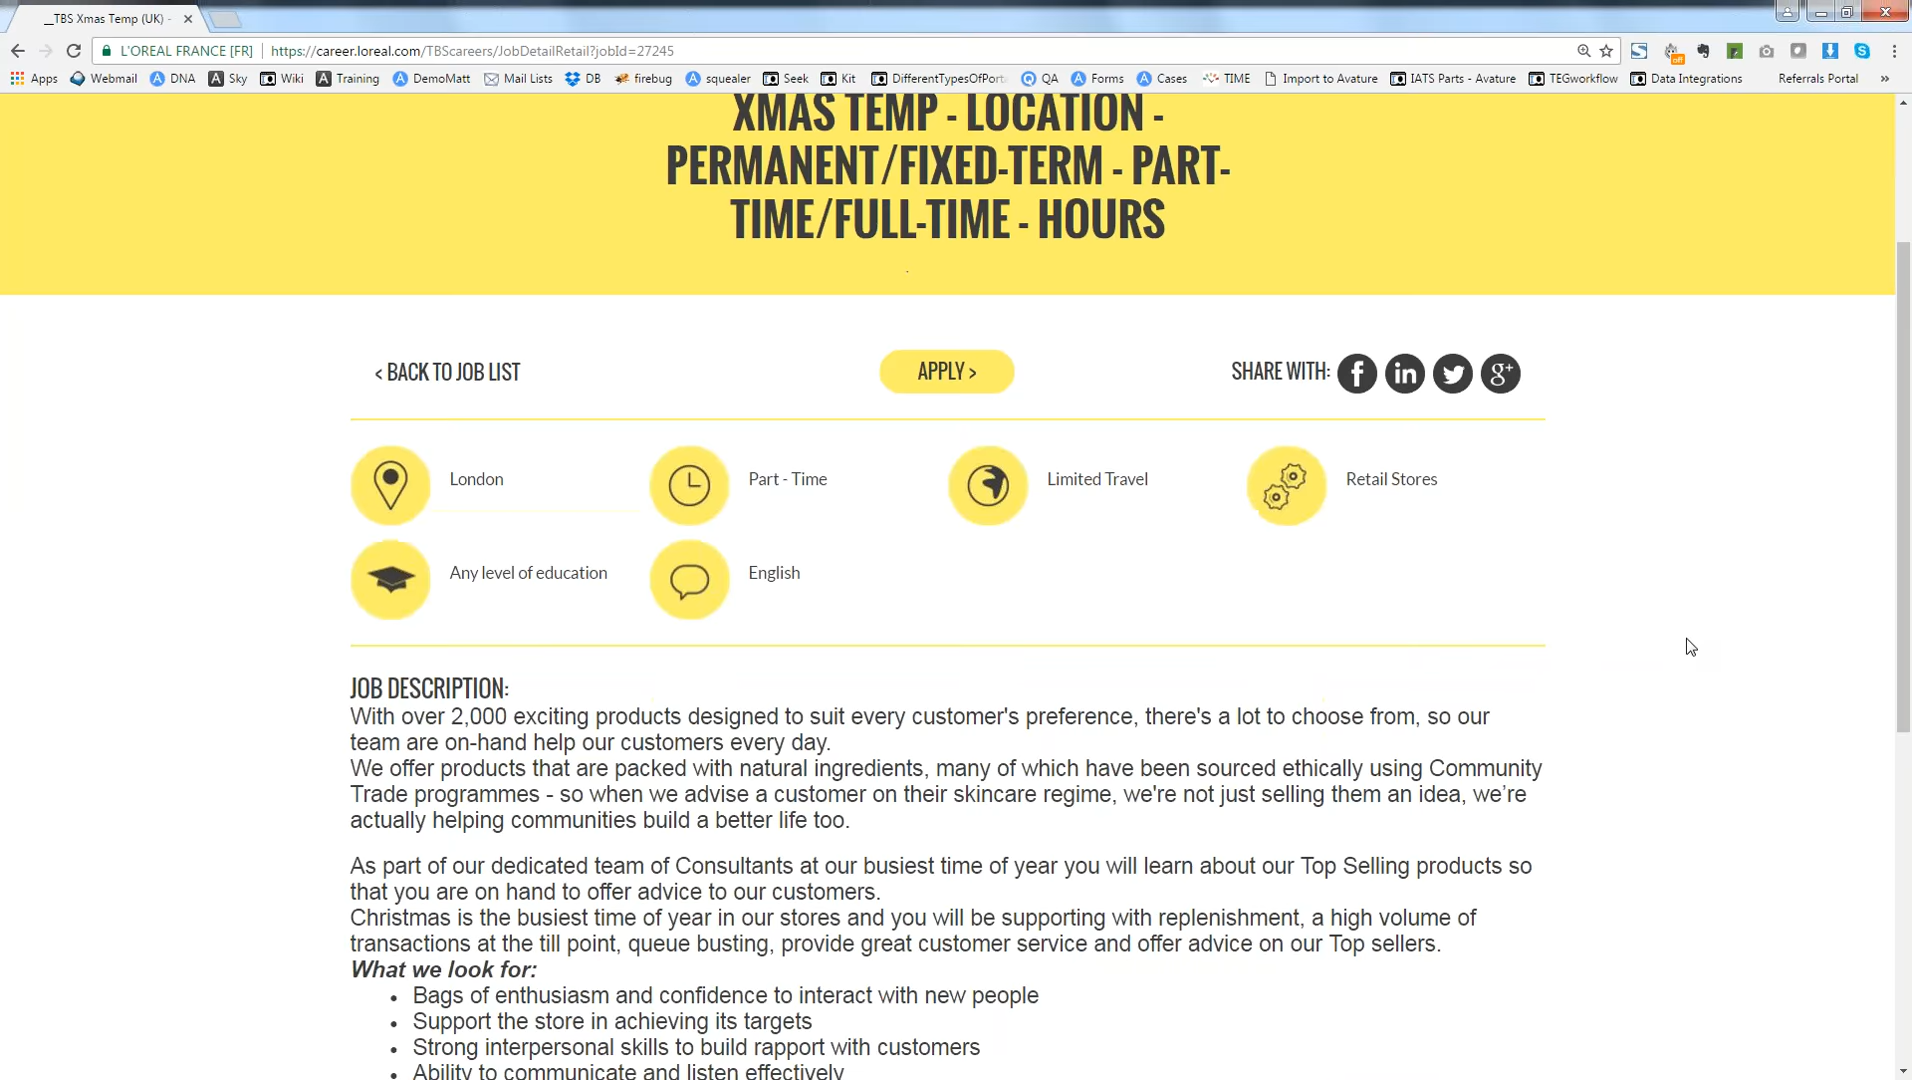 __TBS Xmas Temp (UK) -
L'OREAL FRANCE [FR] https://career.loreal.com/TBScareers/JobDetailRetail?jobId=27245
Apps Webmail DNA Sky Wiki Training DemoMatt Mail Lists DB firebug squealer Seek Kit DifferentTypesOfPort QA Forms Cases TIME Import to Avature IATS Parts - Avature TEGworkflow Data Integrations Referrals Portal »
XMAS TEMP - LOCATION -
PERMANENT/FIXED-TERM - PART-
TIME/FULL-TIME - HOURS
< BACK TO JOB LIST APPLY > SHARE WITH: f in g+
London Part - Time Limited Travel Retail Stores
Any level of education English
JOB DESCRIPTION:
With over 2,000 exciting products designed to suit every customer's preference, there's a lot to choose from, so our
team are on-hand help our customers every day.
We offer products that are packed with natural ingredients, many of which have been sourced ethically using Community
Trade programmes - so when we advise a customer on their skincare regime, we're not just selling them an idea, we’re
actually helping communities build a better life too.
As part of our dedicated team of Consultants at our busiest time of year you will learn about our Top Selling products so
that you are on hand to offer advice to our customers.
Christmas is the busiest time of year in our stores and you will be supporting with replenishment, a high volume of
transactions at the till point, queue busting, provide great customer service and offer advice on our Top sellers.
What we look for:
• Bags of enthusiasm and confidence to interact with new people
• Support the store in achieving its targets
• Strong interpersonal skills to build rapport with customers
• Ability to communicate and listen effectively